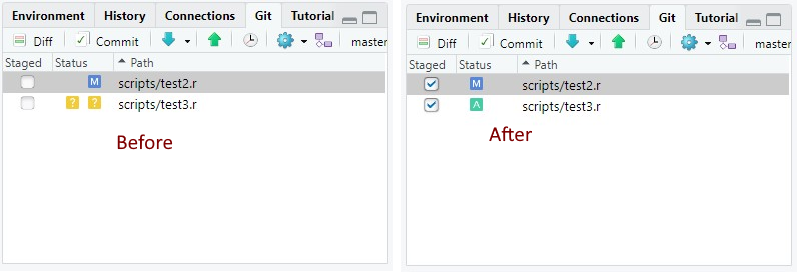 Environment History Connections Git Tutorial
Diff Commit master
Staged Status Path
M scripts/test2.r
? ? scripts/test3.r
Before
Environment History Connections Git Tutorial
Diff Commit master
Staged Status Path
M scripts/test2.r
A scripts/test3.r
After